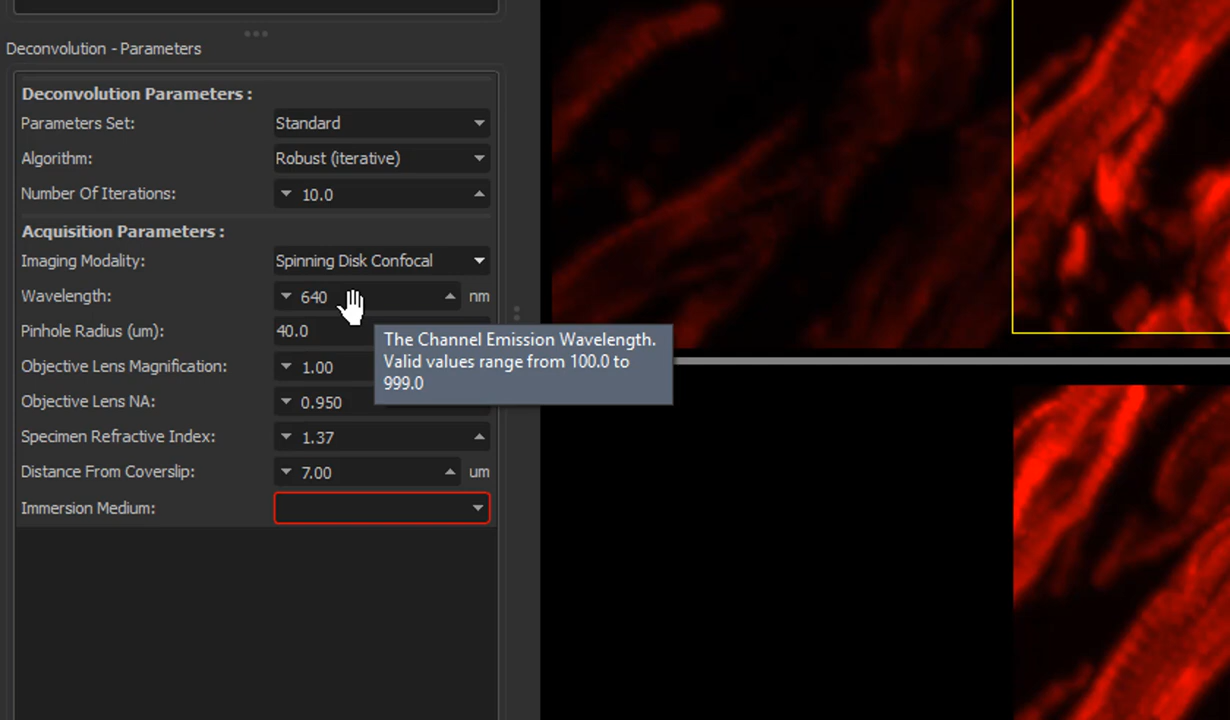 Deconvolution - Parameters
Deconvolution Parameters :
Parameters Set: Standard
Algorithm: Robust (iterative)
Number Of Iterations: 10.0
Acquisition Parameters :
Imaging Modality: Spinning Disk Confocal
Wavelength: 640 nm
Pinhole Radius (um): 40.0
The Channel Emission Wavelength.
Valid values range from 100.0 to
999.0
Objective Lens Magnification: 1.00
Objective Lens NA: 0.950
Specimen Refractive Index: 1.37
Distance From Coverslip: 7.00 um
Immersion Medium: